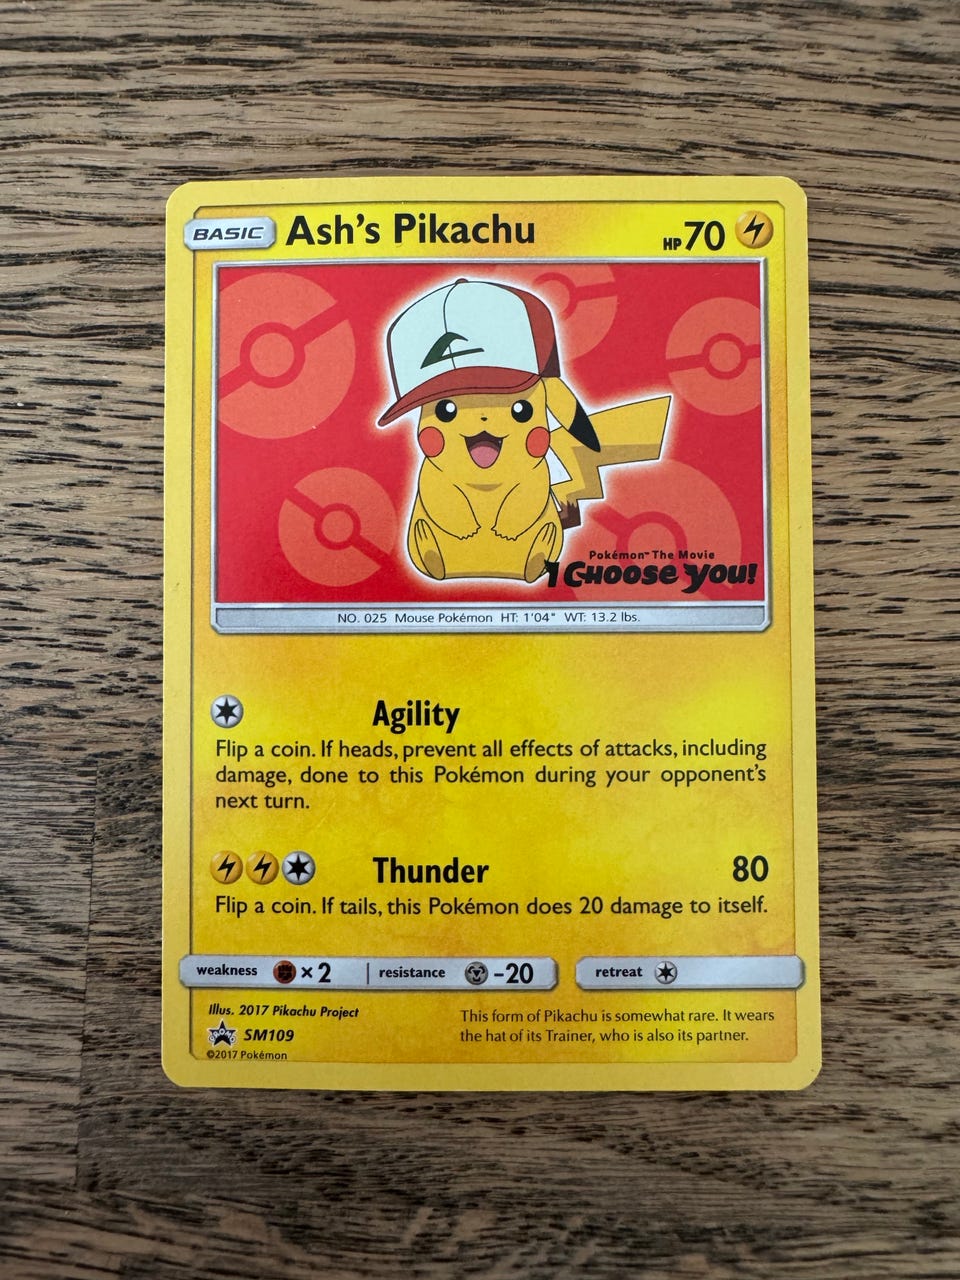 BASIC Ash's Pikachu HP 70
Pokémon™ The Movie
I Choose You!
NO. 025 Mouse Pokémon HT: 1'04" WT: 13.2 lbs.
Agility
Flip a coin. If heads, prevent all effects of attacks, including
damage, done to this Pokémon during your opponent's
next turn.
Thunder 80
Flip a coin. If tails, this Pokémon does 20 damage to itself.
weakness ×2 resistance -20 retreat
Illus. 2017 Pikachu Project
PROMO SM109
©2017 Pokémon
This form of Pikachu is somewhat rare. It wears
the hat of its Trainer, who is also its partner.